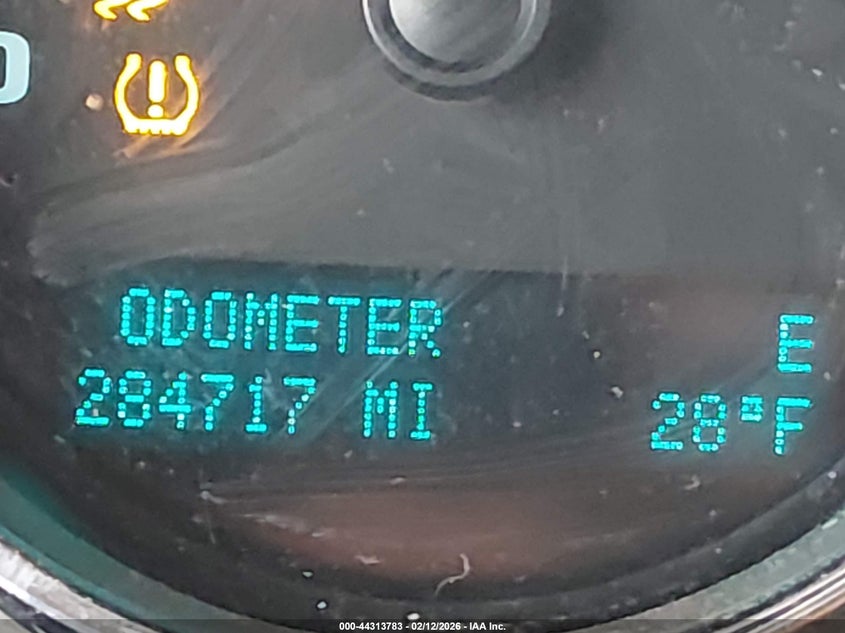 ODOMETER
E
284717 MI
28°F
000-44313783 - 02/12/2026 - IAA Inc.